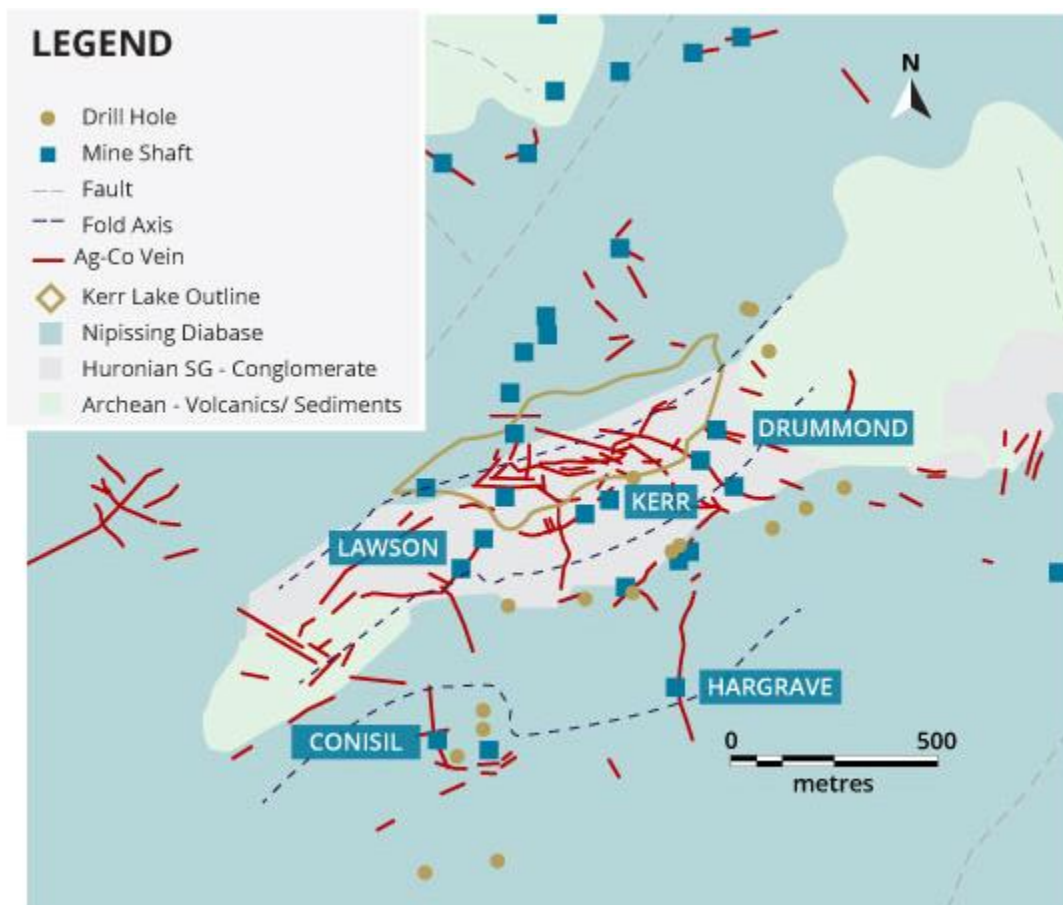 LEGEND
Drill Hole
Mine Shaft
Fault
Fold Axis
Ag-Co Vein
Kerr Lake Outline
Nipissing Diabase
Huronian SG - Conglomerate
Archean - Volcanics/ Sediments
N
DRUMMOND
KERR
LAWSON
HARGRAVE
CONISIL
0 500
metres